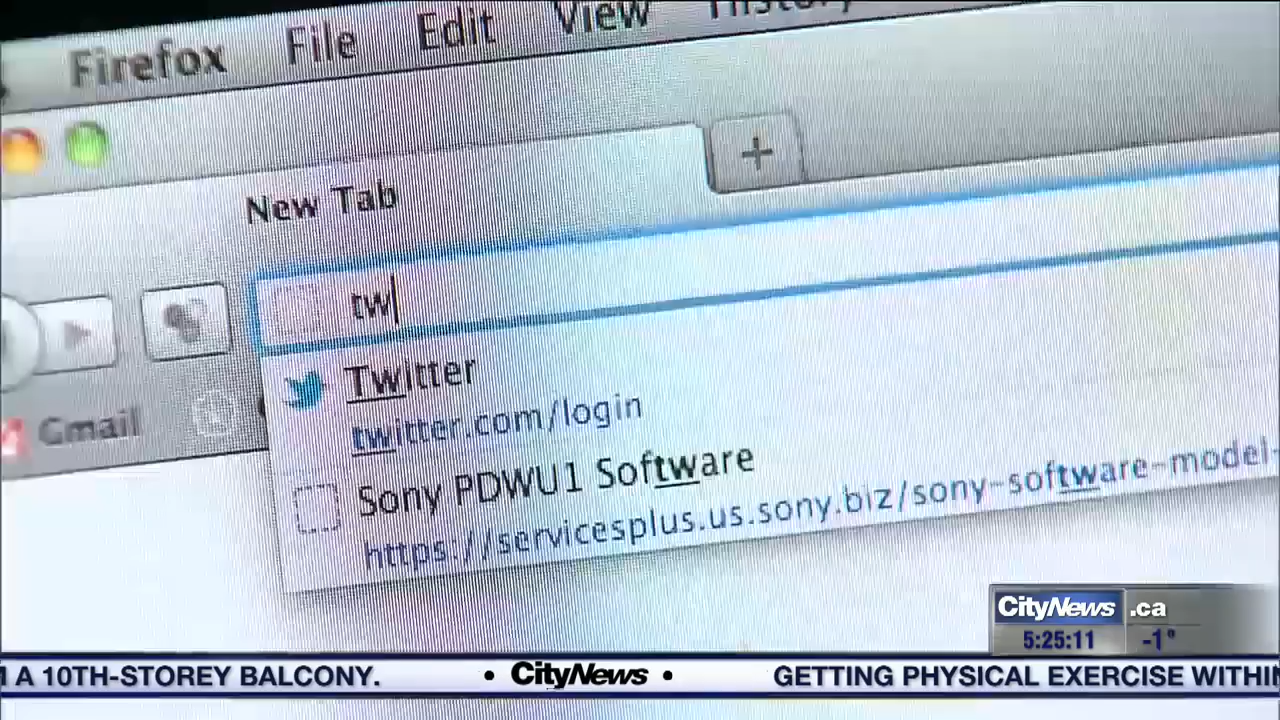 Firefox File Edit View History
New Tab
+
tw
Twitter
twitter.com/login
Gmail
Sony PDWU1 Software
https://servicesplus.us.sony.biz/sony-software-model-
CityNews .ca
5:25:11 -1°
A 10TH-STOREY BALCONY. • CityNews • GETTING PHYSICAL EXERCISE WITHIN